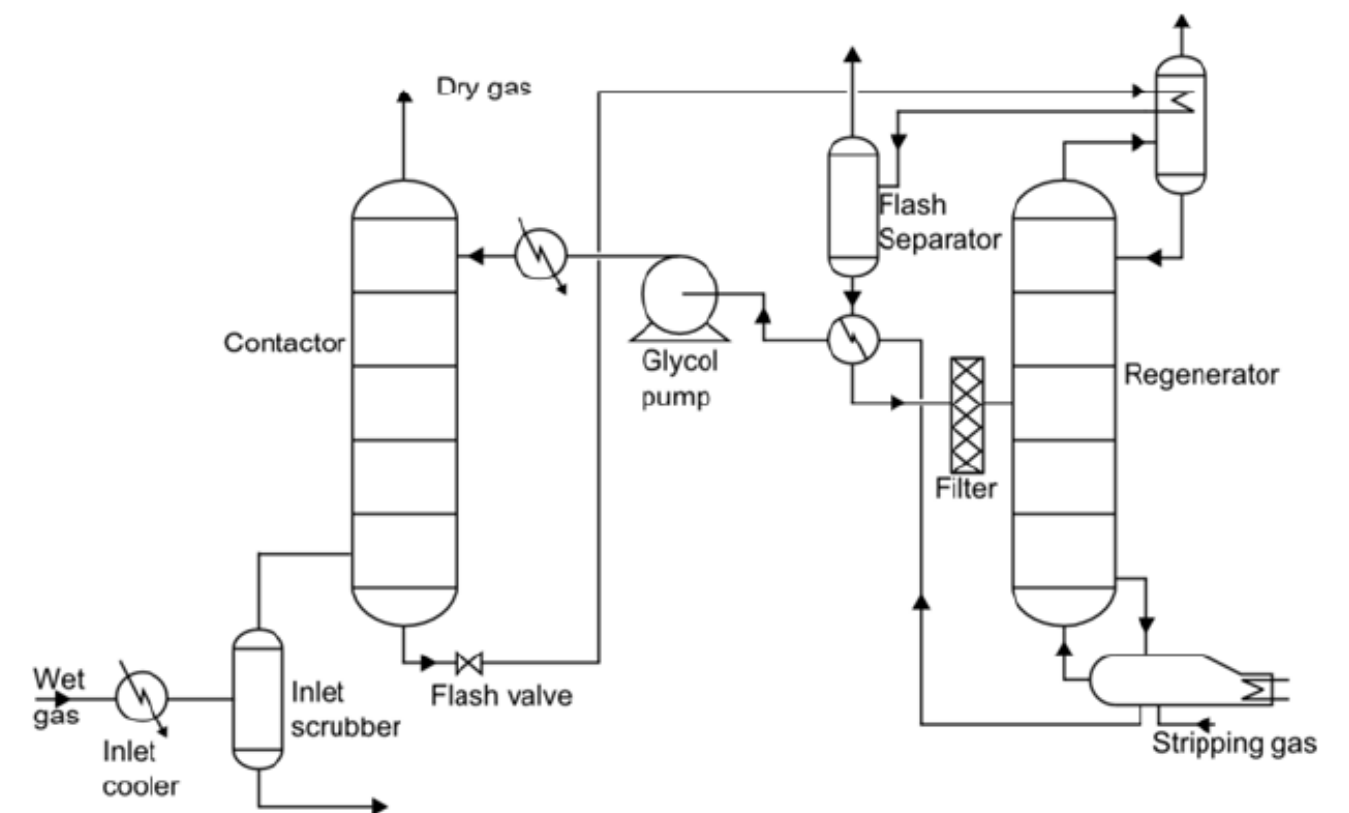 Dry gas
Flash
Separator
Contactor
Glycol
pump
Regenerator
Filter
Wet
gas
Inlet
scrubber
Flash valve
Inlet
cooler
Stripping gas